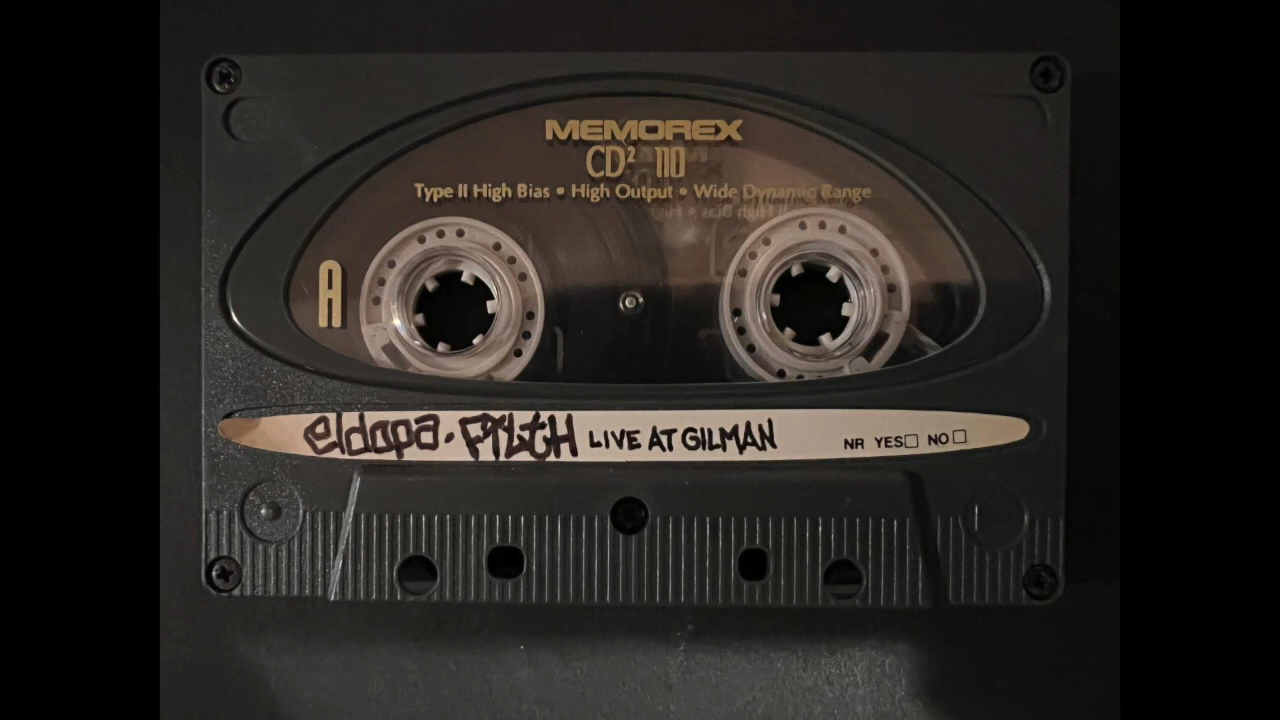 MEMOREX
CD² 110
Type II High Bias • High Output • Wide Dynamic Range
A
eldopa · FILTH LIVE AT GILMAN
NR YES☐ NO☐